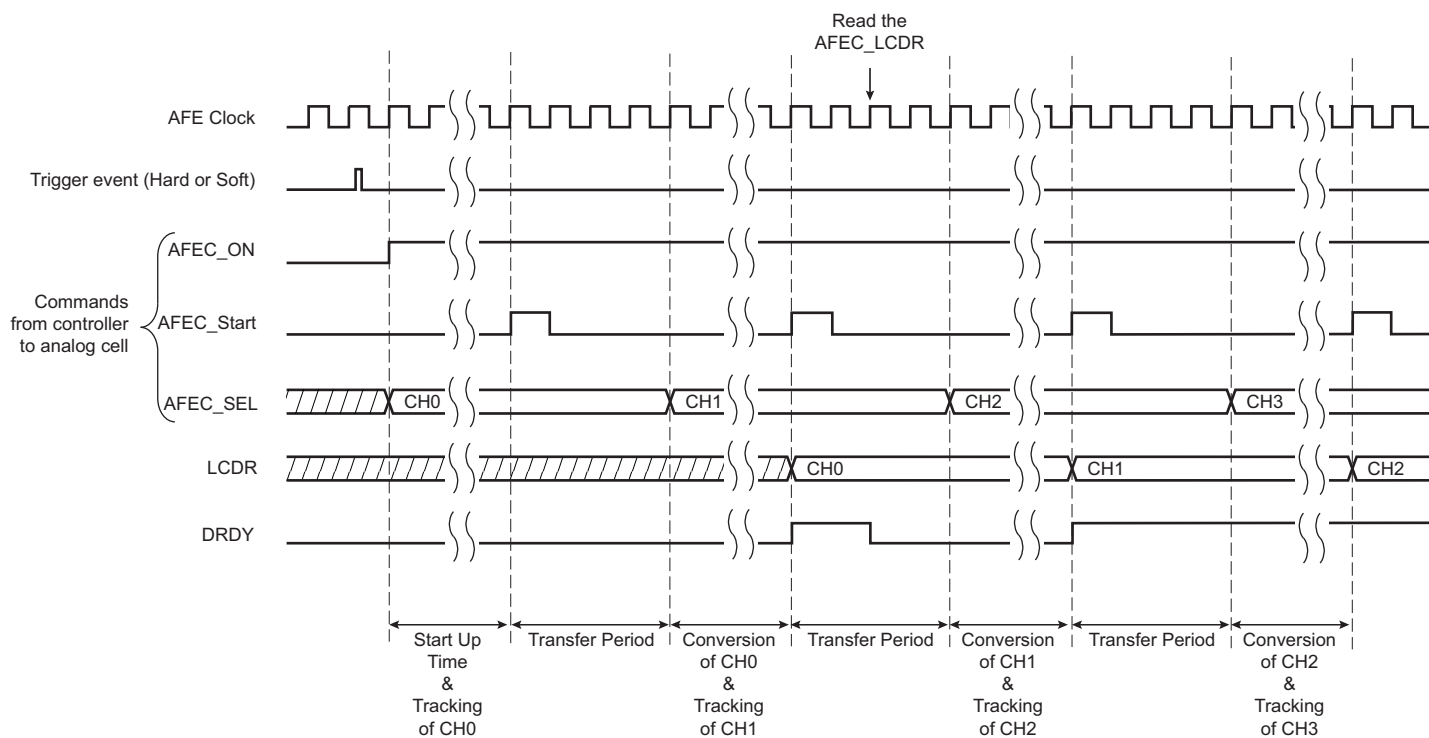 Read the
AFEC_LCDR
AFE Clock
Trigger event (Hard or Soft)
AFEC_ON
Commands
from controller
to analog cell
AFEC_Start
AFEC_SEL
CH0
CH1
CH2
CH3
LCDR
CH0
CH1
CH2
DRDY
Start Up
Time
&
Tracking
of CH0
Transfer Period
Conversion
of CH0
&
Tracking
of CH1
Transfer Period
Conversion
of CH1
&
Tracking
of CH2
Transfer Period
Conversion
of CH2
&
Tracking
of CH3